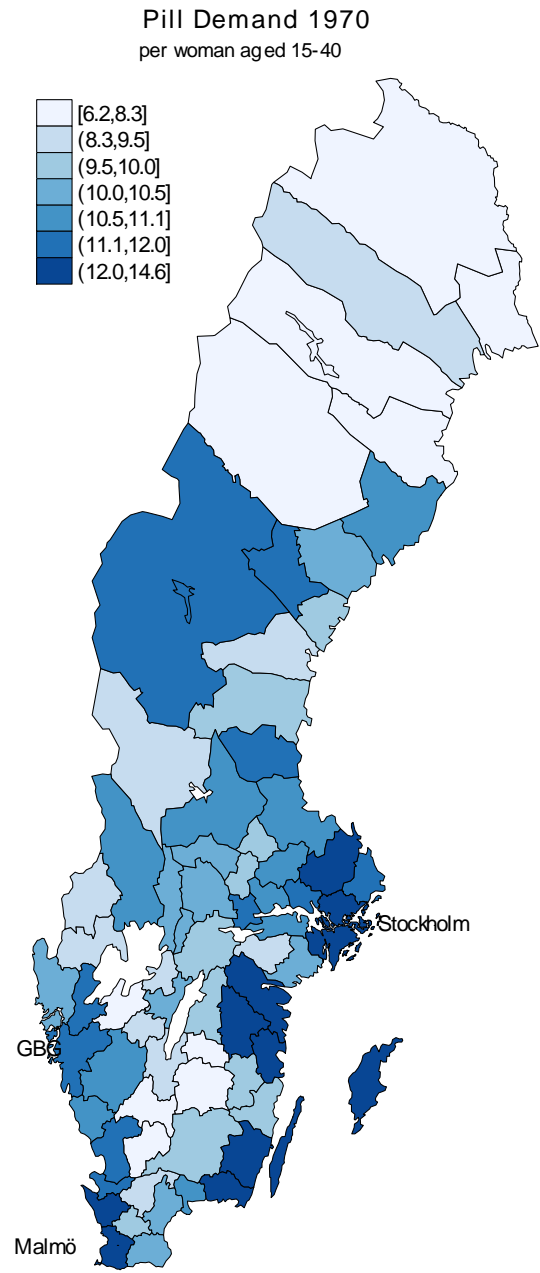 Pill Demand 1970
per woman aged 15-40
[6.2,8.3]
(8.3,9.5]
(9.5,10.0]
(10.0,10.5]
(10.5,11.1]
(11.1,12.0]
(12.0,14.6]
Stockholm
GBG
Malmö